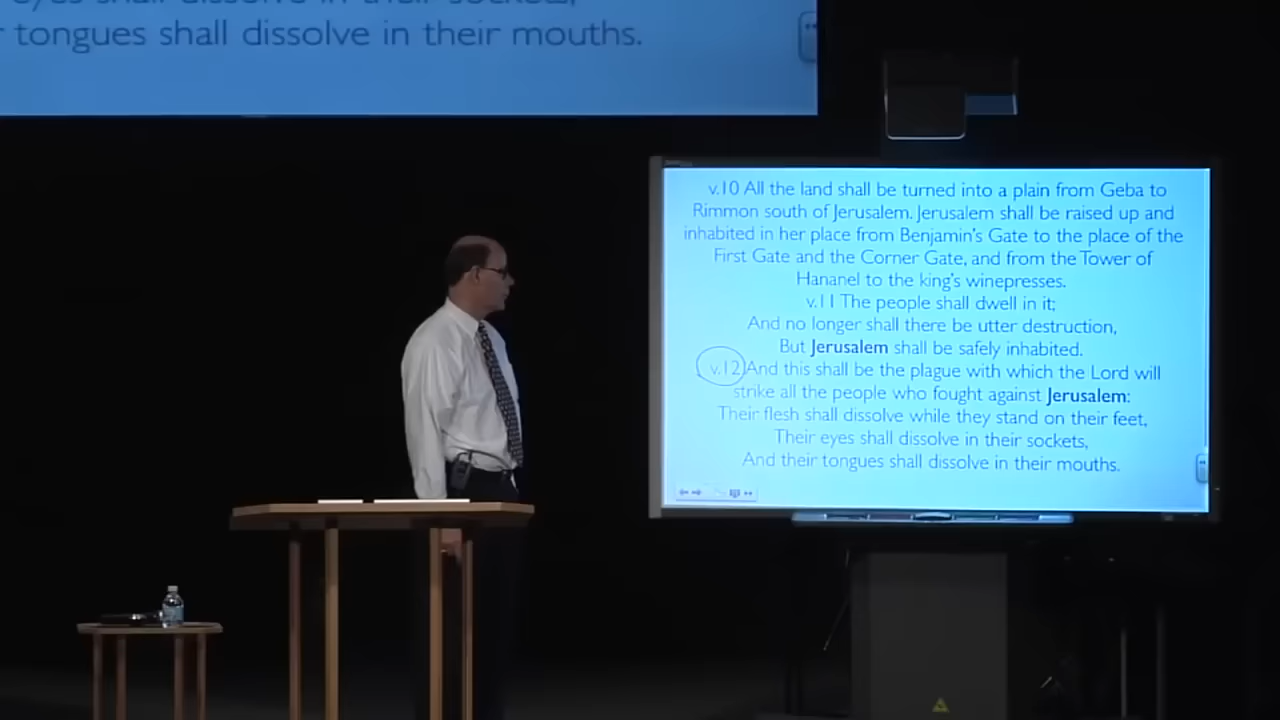 eyes shall dissolve in their sockets,
tongues shall dissolve in their mouths.
v.10 All the land shall be turned into a plain from Geba to
Rimmon south of Jerusalem. Jerusalem shall be raised up and
inhabited in her place from Benjamin's Gate to the place of the
First Gate and the Corner Gate, and from the Tower of
Hananel to the king's winepresses.
v.11 The people shall dwell in it;
And no longer shall there be utter destruction,
But Jerusalem shall be safely inhabited.
v.12 And this shall be the plague with which the Lord will
strike all the people who fought against Jerusalem:
Their flesh shall dissolve while they stand on their feet,
Their eyes shall dissolve in their sockets,
And their tongues shall dissolve in their mouths.